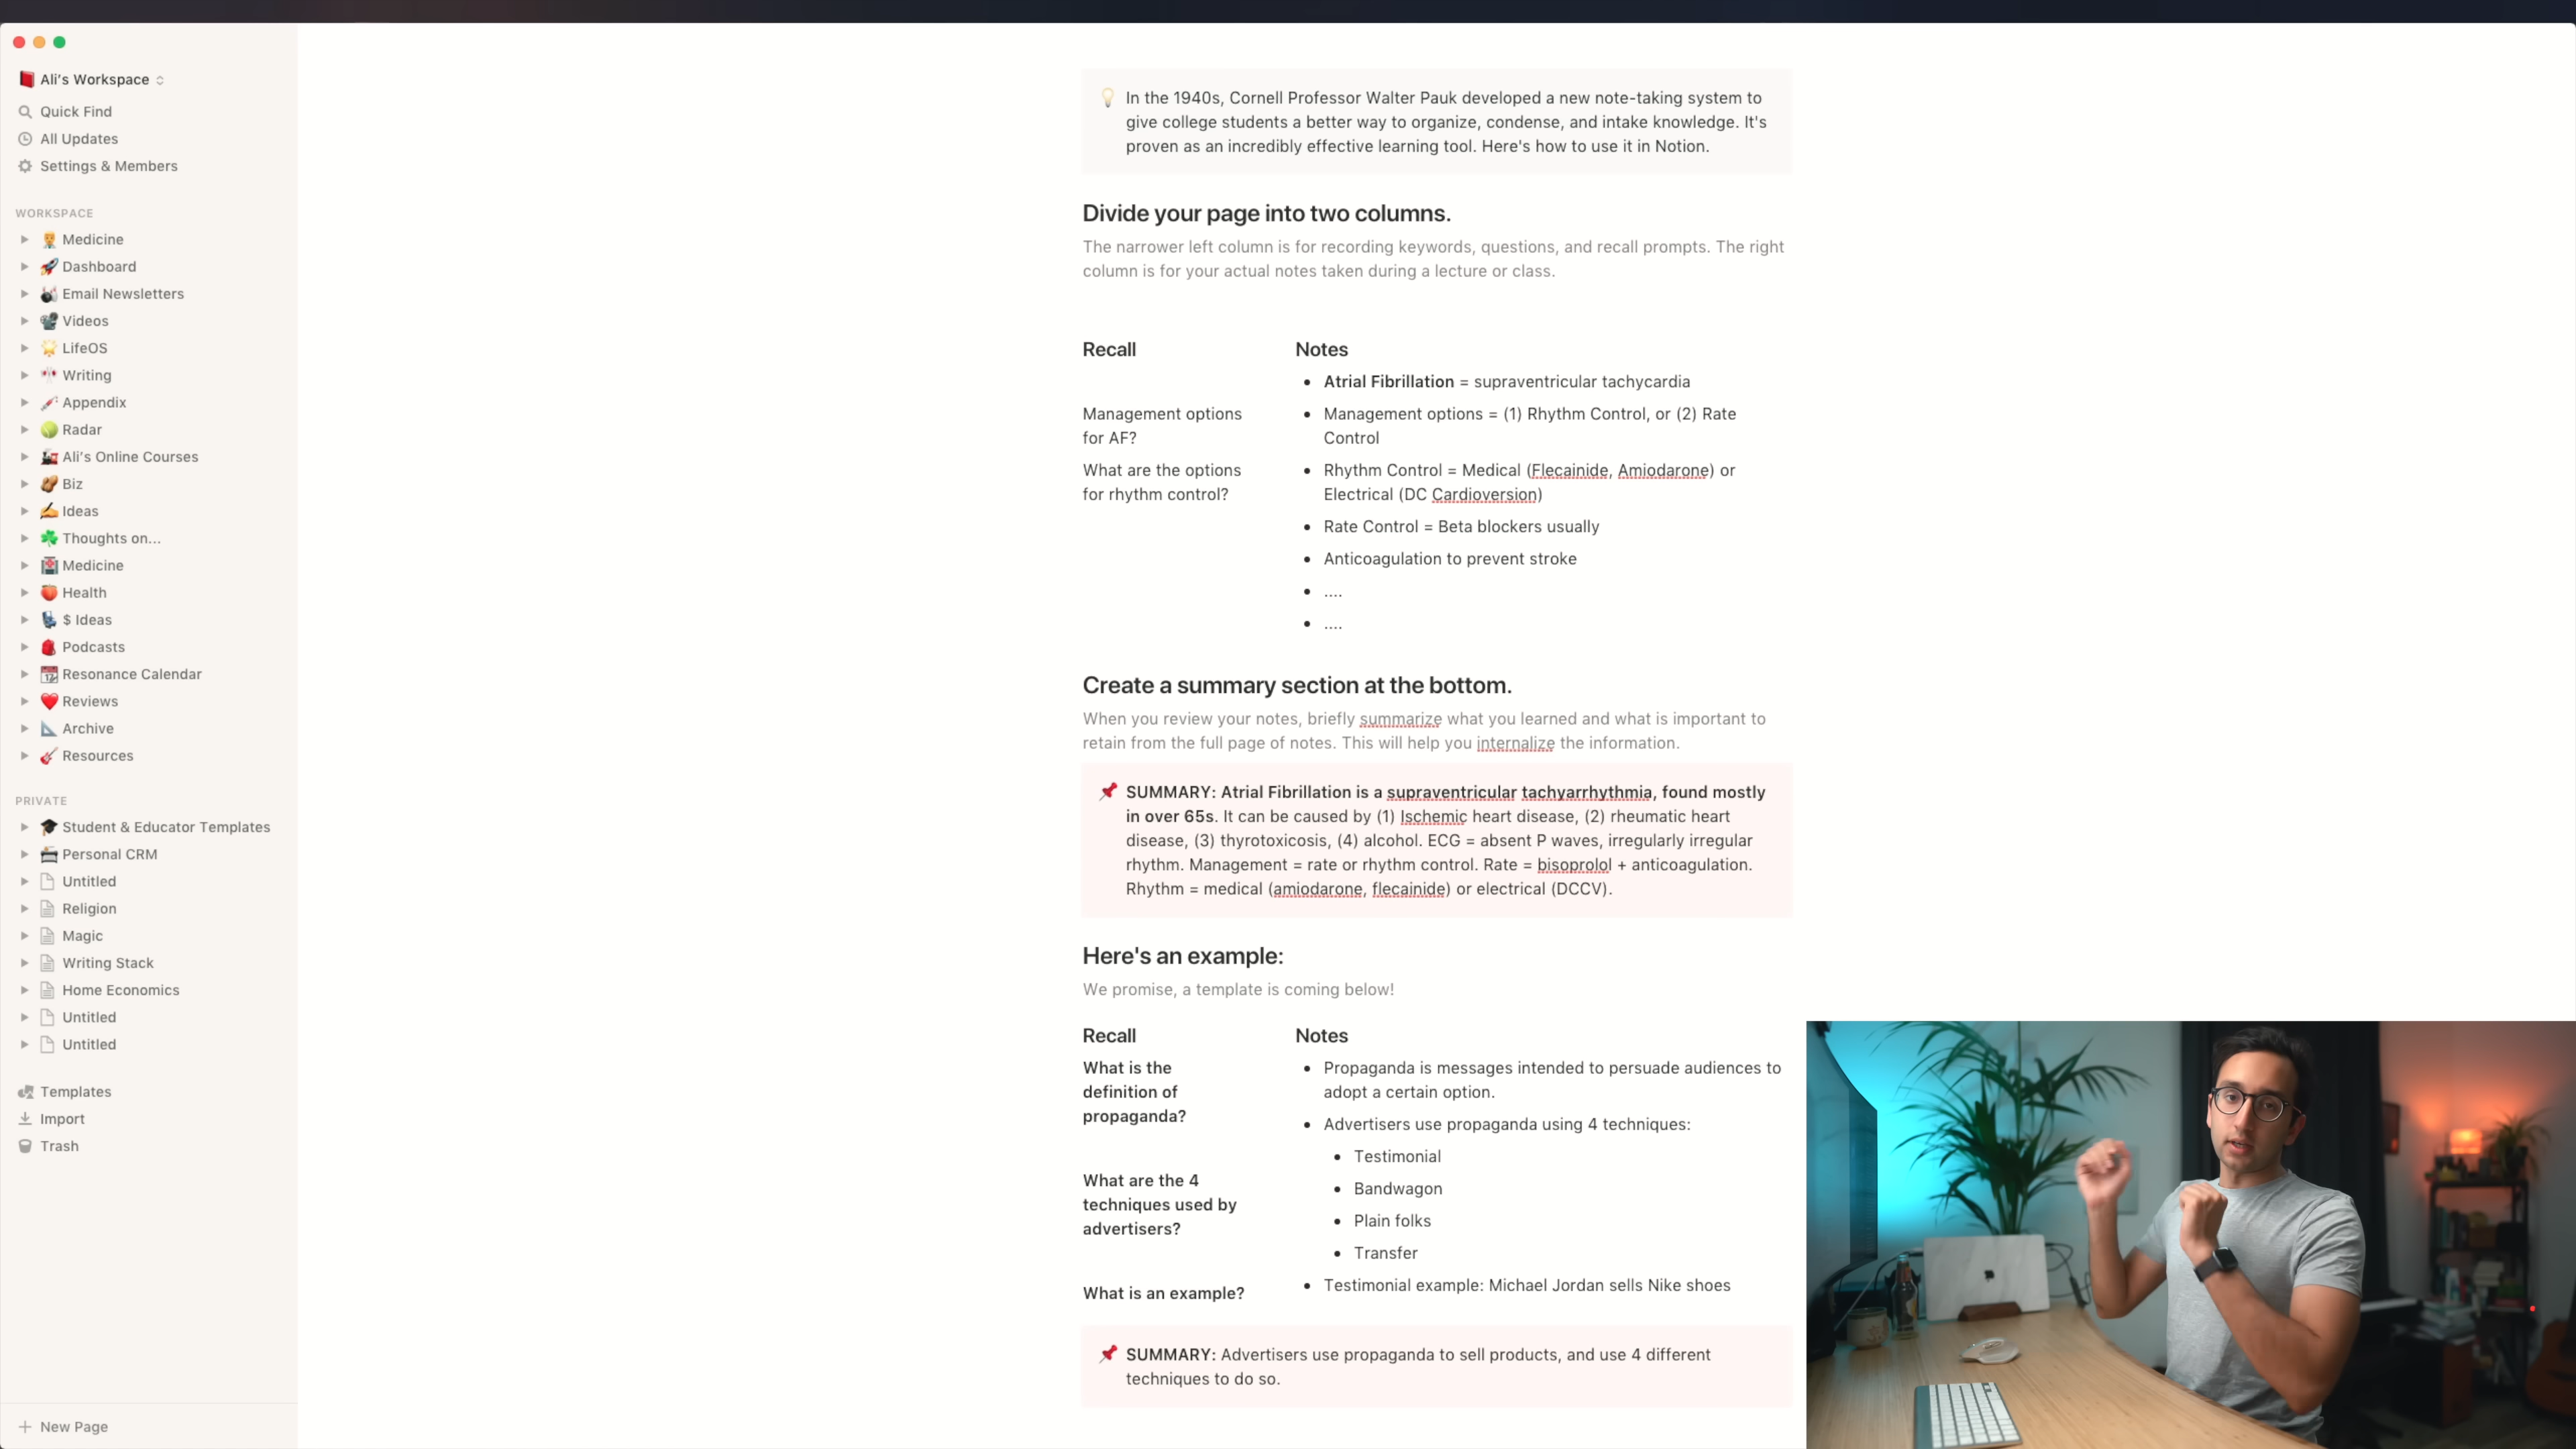 Ali's Workspace
Quick Find
All Updates
Settings & Members
WORKSPACE
Medicine
Dashboard
Email Newsletters
Videos
LifeOS
Writing
Appendix
Radar
Ali's Online Courses
Biz
Ideas
Thoughts on...
Medicine
Health
$ Ideas
Podcasts
Resonance Calendar
Reviews
Archive
Resources
PRIVATE
Student & Educator Templates
Personal CRM
Untitled
Religion
Magic
Writing Stack
Home Economics
Untitled
Untitled
Templates
Import
Trash
New Page
In the 1940s, Cornell Professor Walter Pauk developed a new note-taking system to
give college students a better way to organize, condense, and intake knowledge. It's
proven as an incredibly effective learning tool. Here's how to use it in Notion.
Divide your page into two columns.
The narrower left column is for recording keywords, questions, and recall prompts. The right
column is for your actual notes taken during a lecture or class.
Recall
Management options
for AF?
What are the options
for rhythm control?
Notes
• Atrial Fibrillation = supraventricular tachycardia
• Management options = (1) Rhythm Control, or (2) Rate
Control
• Rhythm Control = Medical (Flecainide, Amiodarone) or
Electrical (DC Cardioversion)
• Rate Control = Beta blockers usually
• Anticoagulation to prevent stroke
• ....
• ....
Create a summary section at the bottom.
When you review your notes, briefly summarize what you learned and what is important to
retain from the full page of notes. This will help you internalize the information.
SUMMARY: Atrial Fibrillation is a supraventricular tachyarrhythmia, found mostly
in over 65s. It can be caused by (1) Ischemic heart disease, (2) rheumatic heart
disease, (3) thyrotoxicosis, (4) alcohol. ECG = absent P waves, irregularly irregular
rhythm. Management = rate or rhythm control. Rate = bisoprolol + anticoagulation.
Rhythm = medical (amiodarone, flecainide) or electrical (DCCV).
Here's an example:
We promise, a template is coming below!
Recall
What is the
definition of
propaganda?
What are the 4
techniques used by
advertisers?
What is an example?
Notes
• Propaganda is messages intended to persuade audiences to
adopt a certain option.
• Advertisers use propaganda using 4 techniques:
• Testimonial
• Bandwagon
• Plain folks
• Transfer
• Testimonial example: Michael Jordan sells Nike shoes
SUMMARY: Advertisers use propaganda to sell products, and use 4 different
techniques to do so.